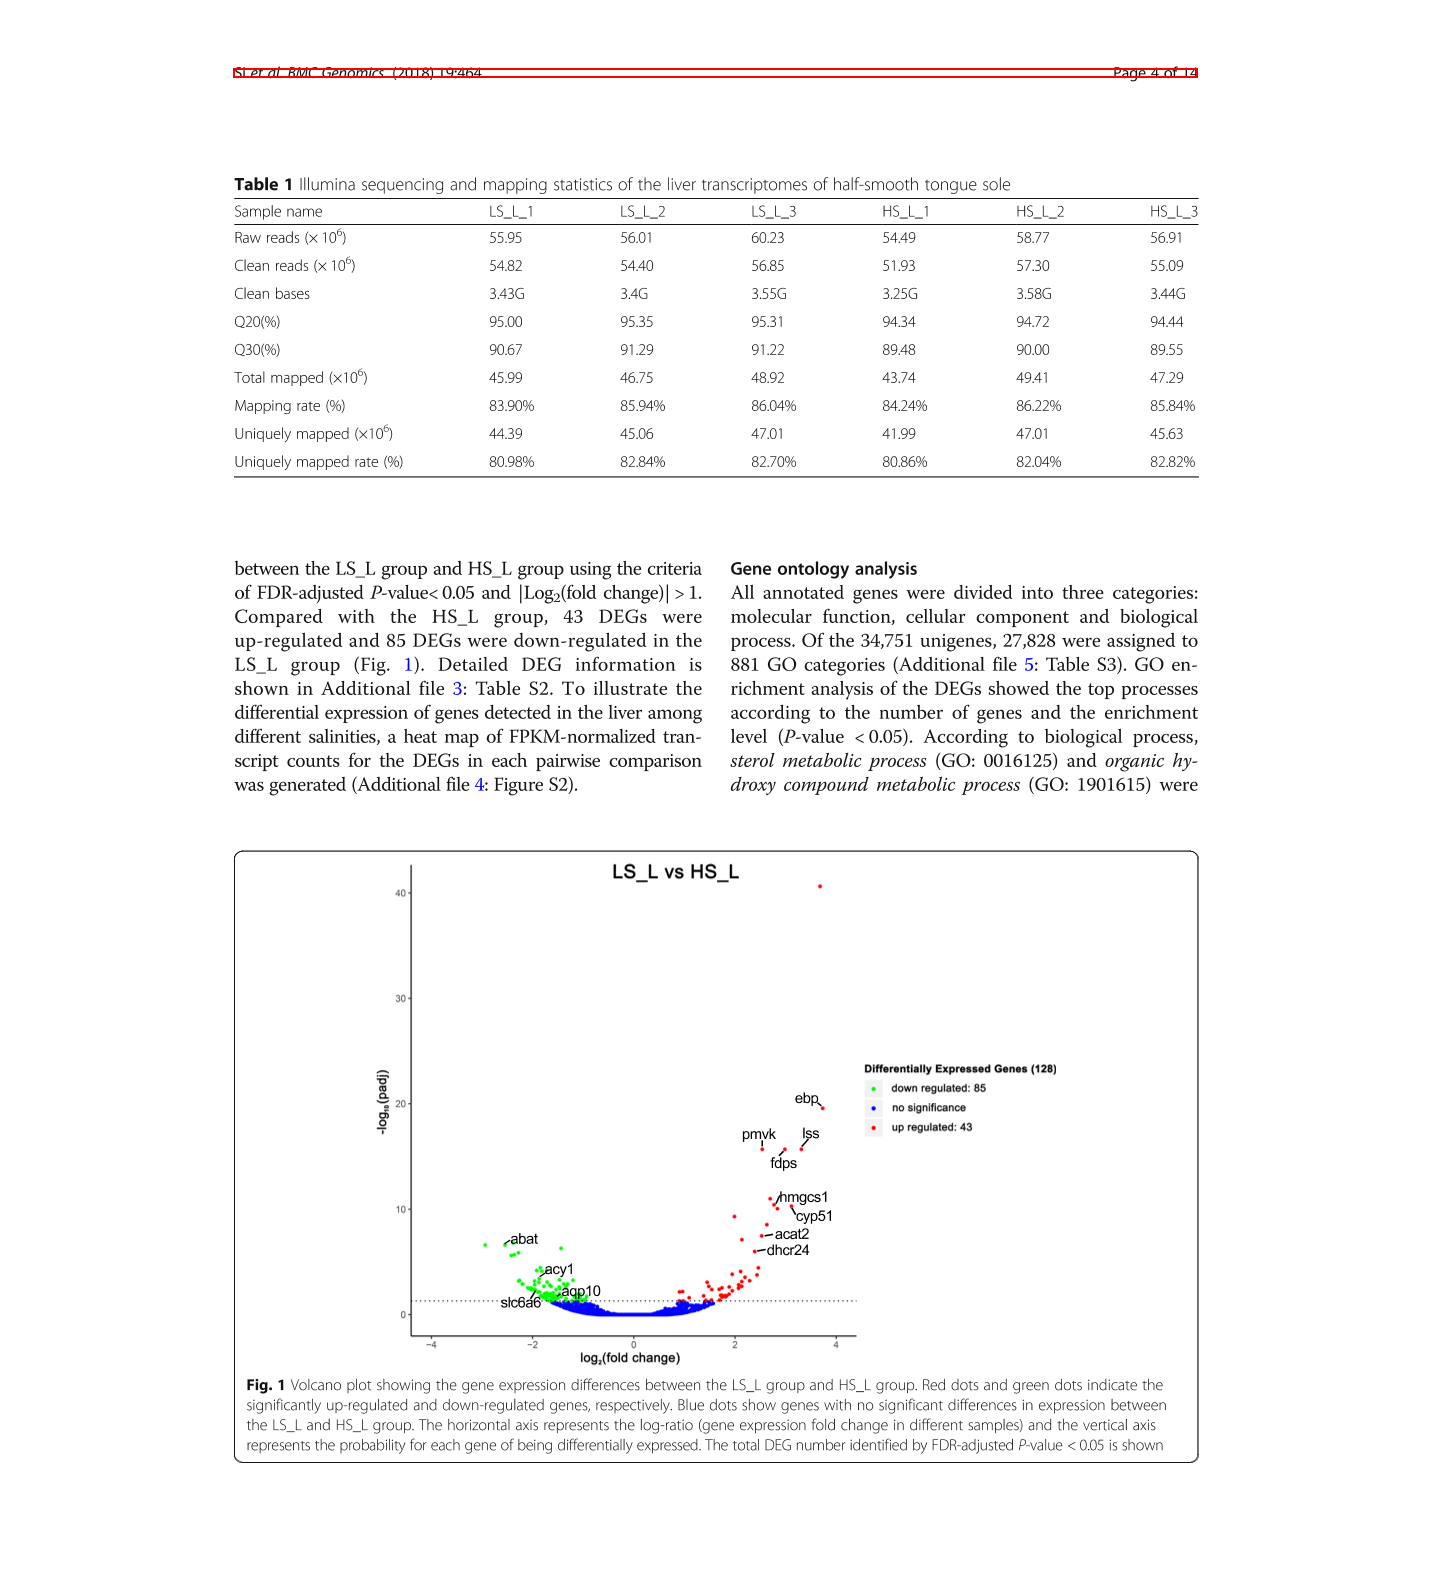 Si et al. BMC Genomics (2018) 19:464 Page 4 of 14
Table 1 Illumina sequencing and mapping statistics of the liver transcriptomes of half-smooth tongue sole
Sample name LS_L_1 LS_L_2 LS_L_3 HS_L_1 HS_L_2 HS_L_3
Raw reads (× 10⁶) 55.95 56.01 60.23 54.49 58.77 56.91
Clean reads (× 10⁶) 54.82 54.40 56.85 51.93 57.30 55.09
Clean bases 3.43G 3.4G 3.55G 3.25G 3.58G 3.44G
Q20(%) 95.00 95.35 95.31 94.34 94.72 94.44
Q30(%) 90.67 91.29 91.22 89.48 90.00 89.55
Total mapped (×10⁶) 45.99 46.75 48.92 43.74 49.41 47.29
Mapping rate (%) 83.90% 85.94% 86.04% 84.24% 86.22% 85.84%
Uniquely mapped (×10⁶) 44.39 45.06 47.01 41.99 47.01 45.63
Uniquely mapped rate (%) 80.98% 82.84% 82.70% 80.86% 82.04% 82.82%
between the LS_L group and HS_L group using the criteria
of FDR-adjusted P-value< 0.05 and |Log₂(fold change)| > 1.
Compared with the HS_L group, 43 DEGs were
up-regulated and 85 DEGs were down-regulated in the
LS_L group (Fig. 1). Detailed DEG information is
shown in Additional file 3: Table S2. To illustrate the
differential expression of genes detected in the liver among
different salinities, a heat map of FPKM-normalized tran-
script counts for the DEGs in each pairwise comparison
was generated (Additional file 4: Figure S2).
Gene ontology analysis
All annotated genes were divided into three categories:
molecular function, cellular component and biological
process. Of the 34,751 unigenes, 27,828 were assigned to
881 GO categories (Additional file 5: Table S3). GO en-
richment analysis of the DEGs showed the top processes
according to the number of genes and the enrichment
level (P-value < 0.05). According to biological process,
sterol metabolic process (GO: 0016125) and organic hy-
droxy compound metabolic process (GO: 1901615) were
LS_L vs HS_L
40
30
20
10
0
-log₁₀(padj)
ebp
pmvk
lss
fdps
hmgcs1
cyp51
acat2
dhcr24
abat
acy1
aqp10
slc6a6
−4 −2 0 2 4
log₂(fold change)
Differentially Expressed Genes (128)
down regulated: 85
no significance
up regulated: 43
Fig. 1 Volcano plot showing the gene expression differences between the LS_L group and HS_L group. Red dots and green dots indicate the
significantly up-regulated and down-regulated genes, respectively. Blue dots show genes with no significant differences in expression between
the LS_L and HS_L group. The horizontal axis represents the log-ratio (gene expression fold change in different samples) and the vertical axis
represents the probability for each gene of being differentially expressed. The total DEG number identified by FDR-adjusted P-value < 0.05 is shown